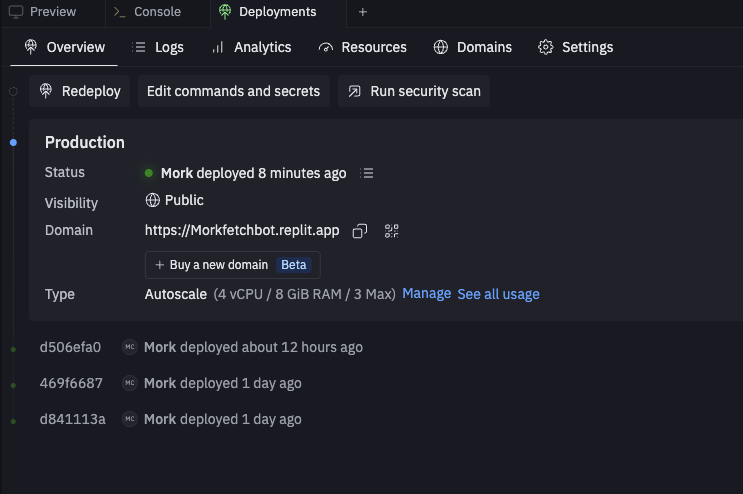 Preview Console Deployments +
Overview Logs Analytics Resources Domains Settings
Redeploy Edit commands and secrets Run security scan
Production
Status Mork deployed 8 minutes ago
Visibility Public
Domain https://Morkfetchbot.replit.app
+ Buy a new domain Beta
Type Autoscale (4 vCPU / 8 GiB RAM / 3 Max) Manage See all usage
d506efa0 MC Mork deployed about 12 hours ago
469f6687 MC Mork deployed 1 day ago
d841113a MC Mork deployed 1 day ago